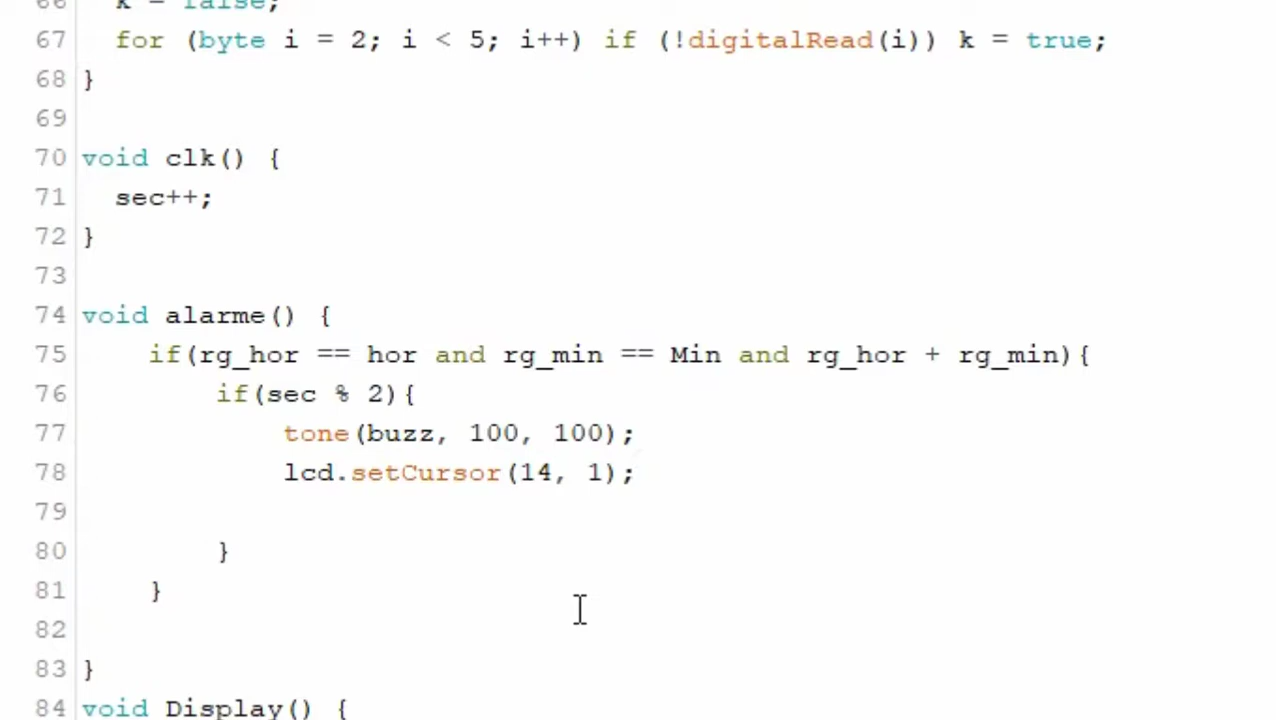 66 k = false;
67 for (byte i = 2; i < 5; i++) if (!digitalRead(i)) k = true;
68 }
69
70 void clk() {
71 sec++;
72 }
73
74 void alarme() {
75 if(rg_hor == hor and rg_min == Min and rg_hor + rg_min){
76 if(sec % 2){
77 tone(buzz, 100, 100);
78 lcd.setCursor(14, 1);
79
80 }
81 }
82
83 }
84 void Display() {